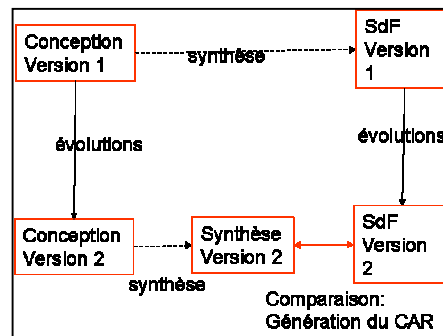 Conception
Version 1
synthèse
SdF
Version
1
évolutions
évolutions
Conception
Version 2
synthèse
Synthèse
Version 2
SdF
Version
2
Comparaison:
Génération du CAR